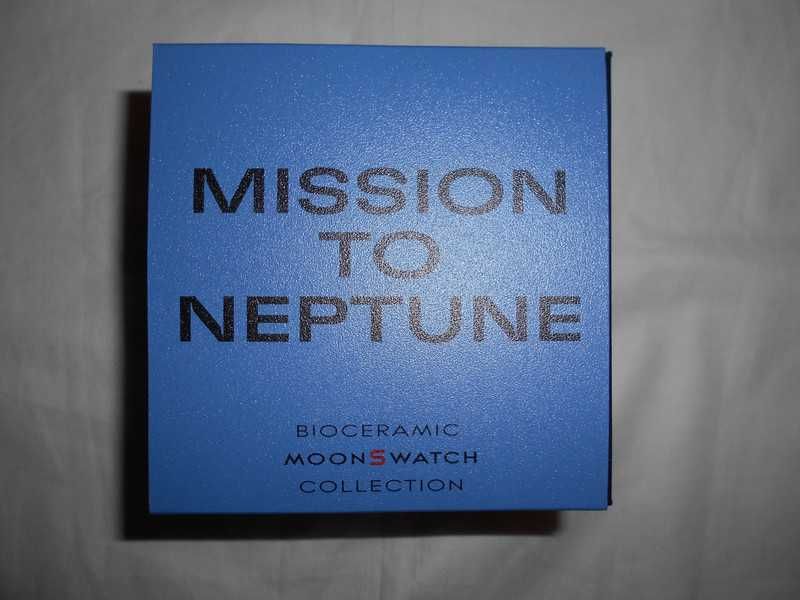 MISSION
TO
NEPTUNE
BIOCERAMIC
MOONSWATCH
COLLECTION